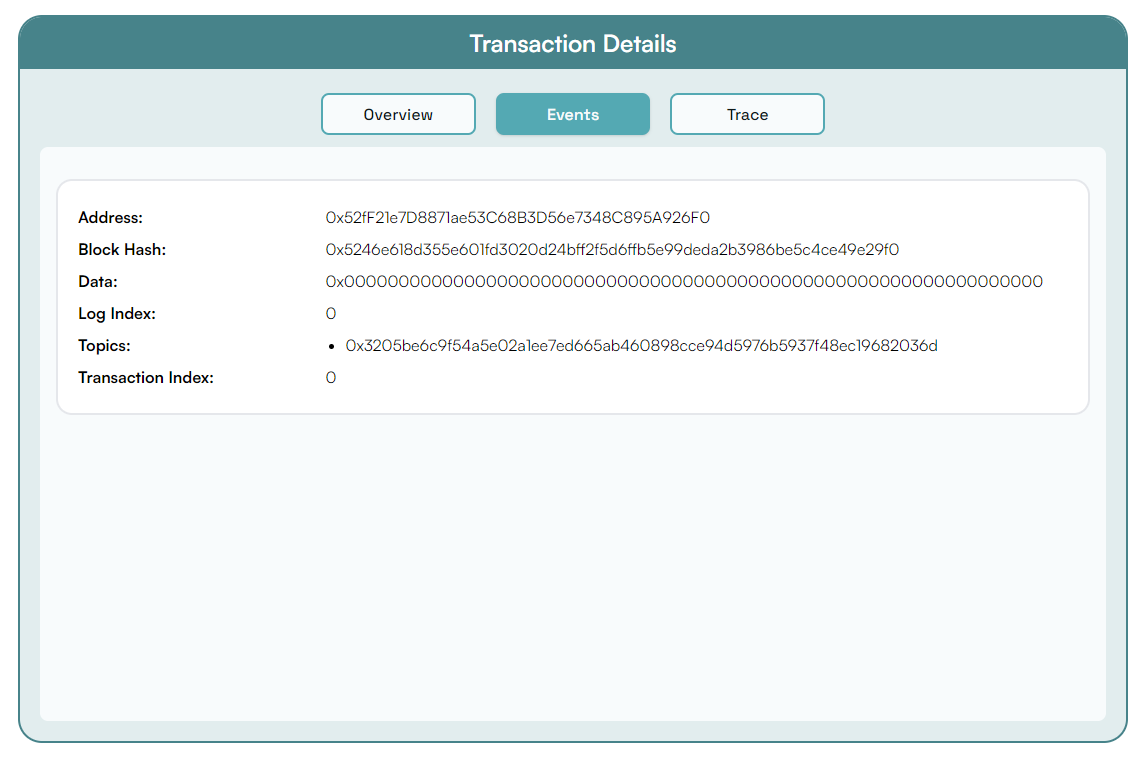 Transaction Details
Overview Events Trace
Address: 0x52fF21e7D8871ae53C68B3D56e7348C895A926F0
Block Hash: 0x5246e618d355e601fd3020d24bff2f5d6ffb5e99deda2b3986be5c4ce49e29f0
Data: 0x0000000000000000000000000000000000000000000000000000000000000000
Log Index: 0
Topics: • 0x3205be6c9f54a5e02a1ee7ed665ab460898cce94d5976b5937f48ec19682036d
Transaction Index: 0